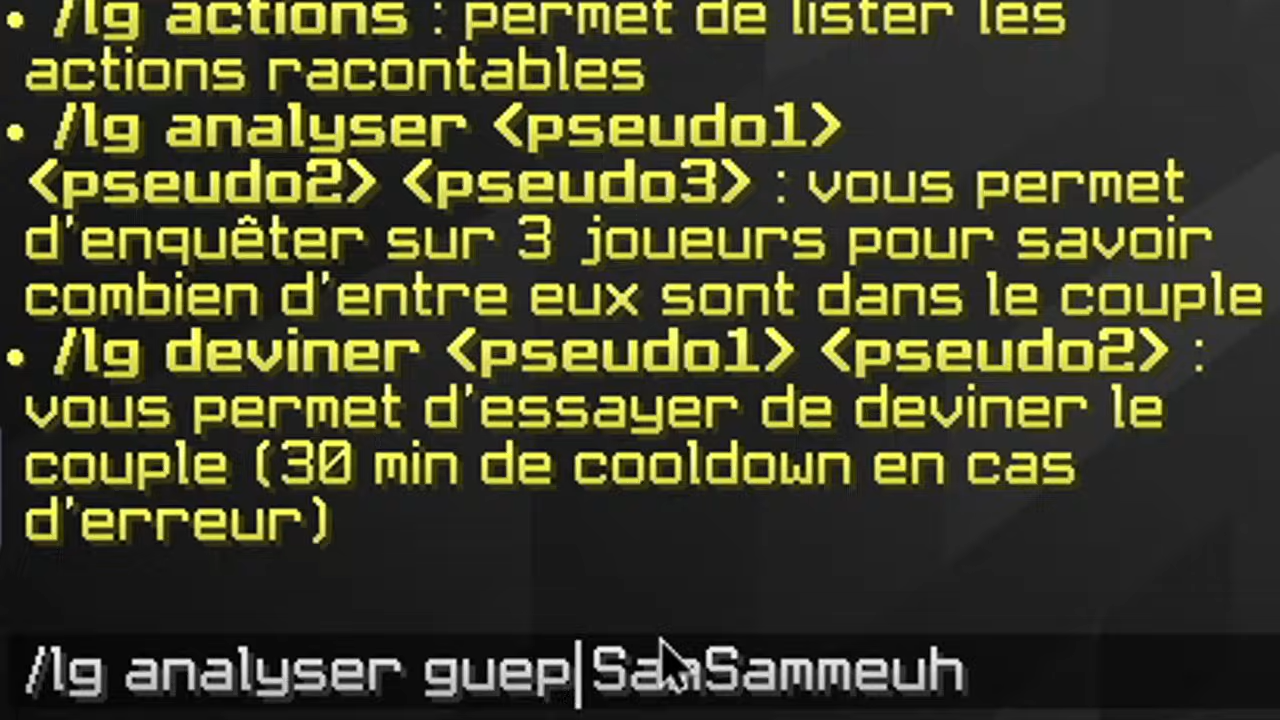 • /lg actions : permet de lister les
actions racontables
• /lg analyser <pseudo1>
<pseudo2> <pseudo3> : vous permet
d'enquêter sur 3 joueurs pour savoir
combien d'entre eux sont dans le couple
• /lg deviner <pseudo1> <pseudo2> :
vous permet d'essayer de deviner le
couple (30 min de cooldown en cas
d'erreur)
/lg analyser guep SamSammeuh